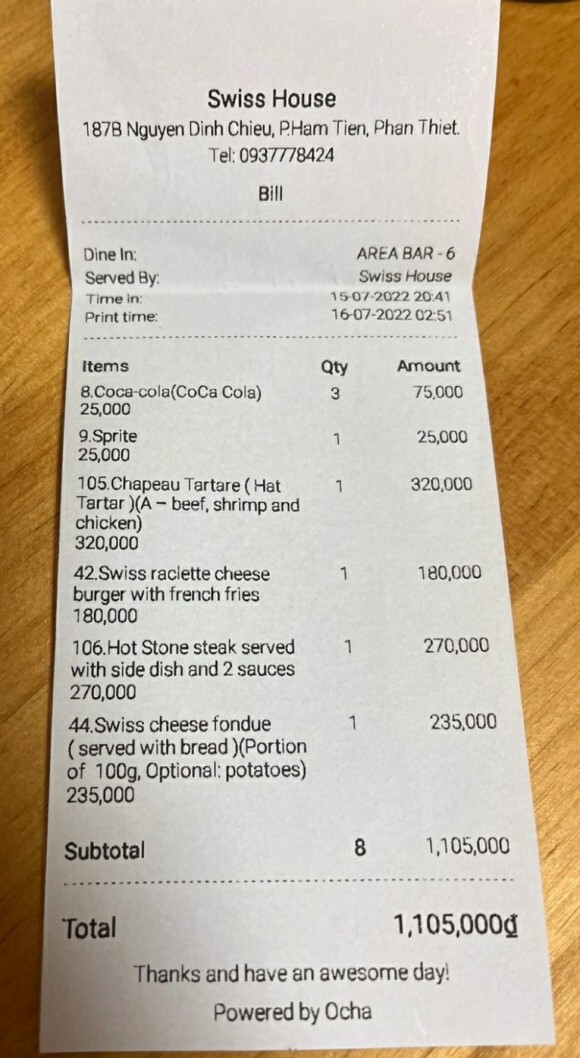 Swiss House
187B Nguyen Dinh Chieu, P.Ham Tien, Phan Thiet.
Tel: 0937778424
Bill
Dine In: AREA BAR - 6
Served By: Swiss House
Time in: 15-07-2022 20:41
Print time: 16-07-2022 02:51
Items Qty Amount
8.Coca-cola(CoCa Cola) 3 75,000
25,000
9.Sprite 1 25,000
25,000
105.Chapeau Tartare ( Hat 1 320,000
Tartar )(A – beef, shrimp and
chicken)
320,000
42.Swiss raclette cheese 1 180,000
burger with french fries
180,000
106.Hot Stone steak served 1 270,000
with side dish and 2 sauces
270,000
44.Swiss cheese fondue 1 235,000
( served with bread )(Portion
of 100g, Optional: potatoes)
235,000
Subtotal 8 1,105,000
Total 1,105,000₫
Thanks and have an awesome day!
Powered by Ocha